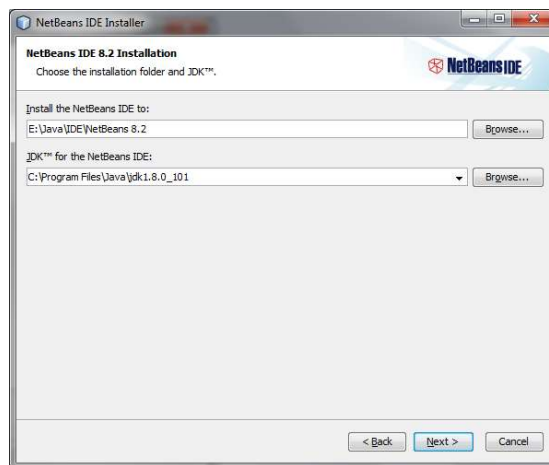 NetBeans IDE Installer
NetBeans IDE 8.2 Installation
Choose the installation folder and JDK™.
NetBeans IDE
Install the NetBeans IDE to:
E:\Java\IDE\NetBeans 8.2
Browse...
JDK™ for the NetBeans IDE:
C:\Program Files\Java\jdk1.8.0_101
Browse...
< Back
Next >
Cancel